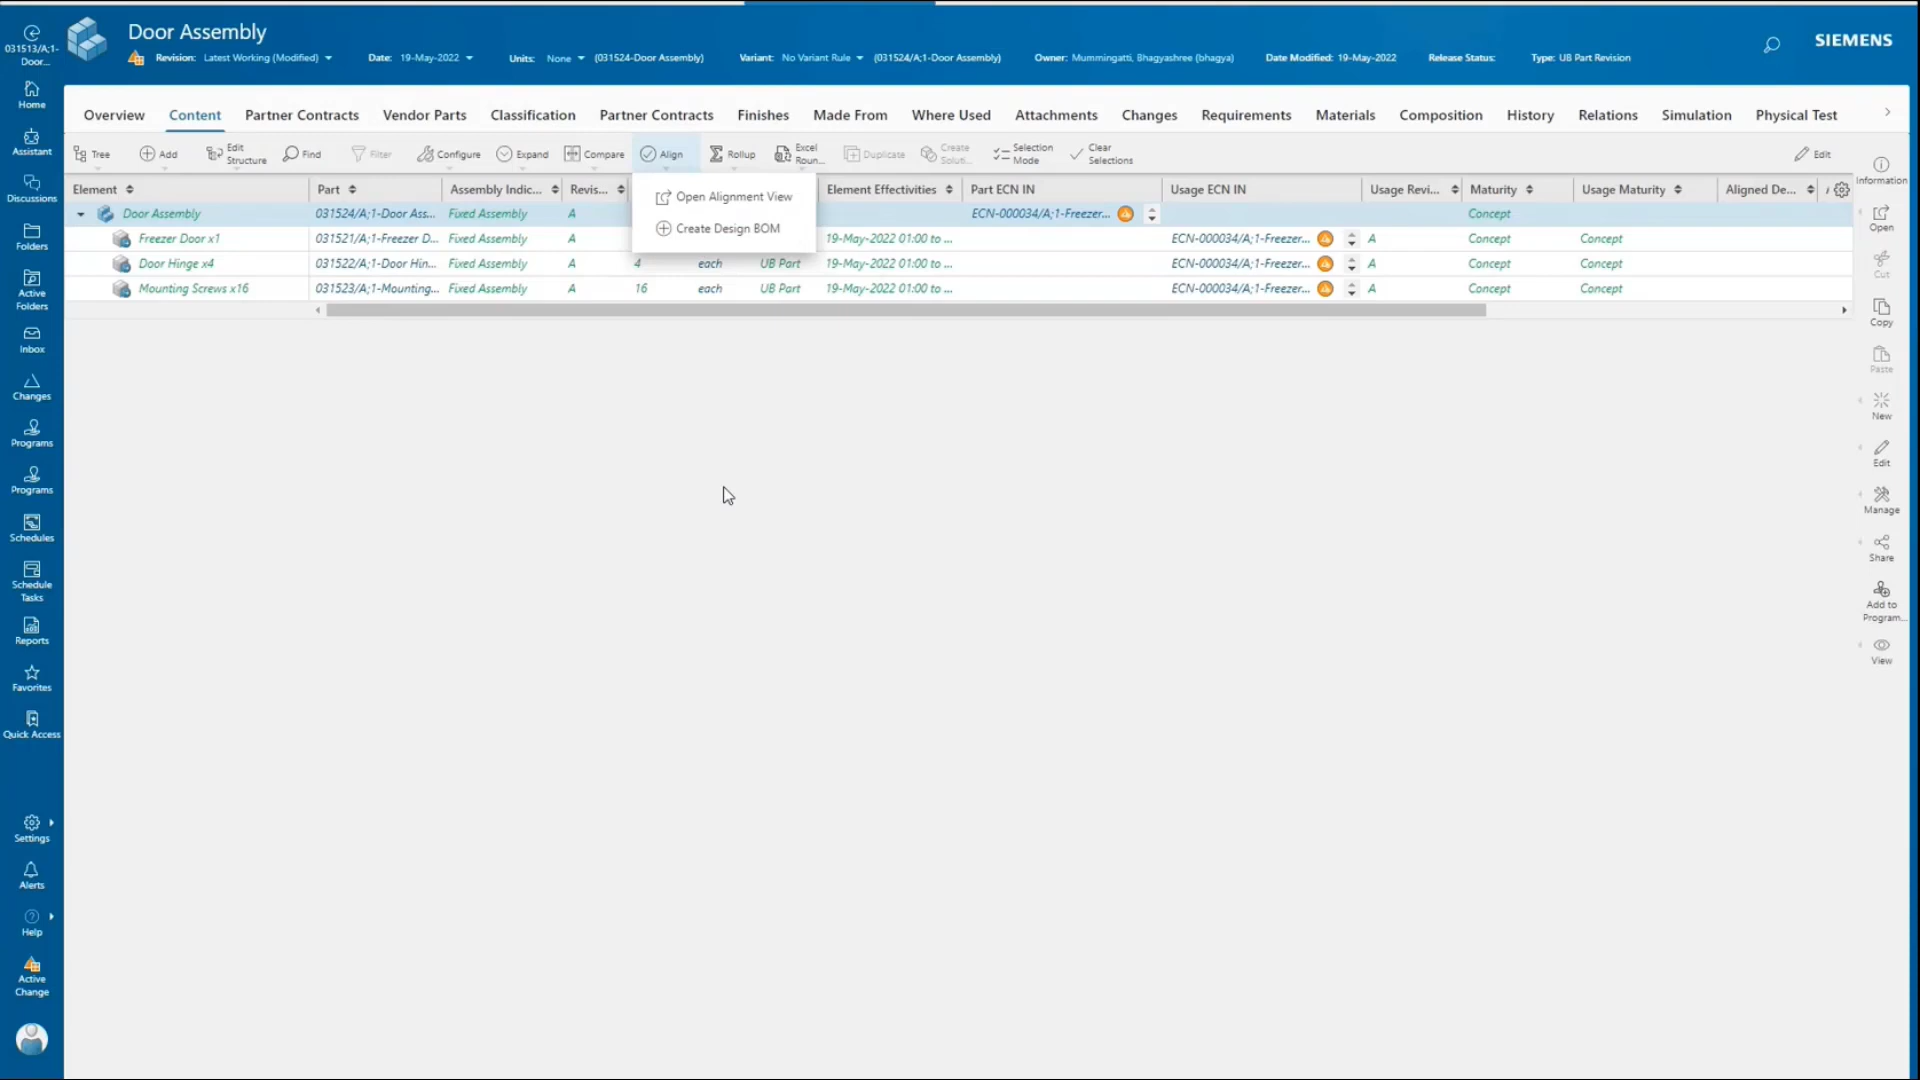 Door Assembly
Revision: Latest Working (Modified)
Date: 19-May-2022
Units: None
(031524-Door Assembly)
Variant: No Variant Rule
(031524/A;1-Door Assembly)
Owner: Mummingatti, Bhagyashree (bhagya)
Date Modified: 19-May-2022
Release Status:
Type: UB Part Revision
SIEMENS
031513/A;1-
Door...
Home
Assistant
Discussions
Folders
Active
Folders
Inbox
Changes
Programs
Programs
Schedules
Schedule
Tasks
Reports
Favorites
Quick Access
Settings
Alerts
Help
Active
Change
Overview
Content
Partner Contracts
Vendor Parts
Classification
Partner Contracts
Finishes
Made From
Where Used
Attachments
Changes
Requirements
Materials
Composition
History
Relations
Simulation
Physical Test
Tree
Add
Edit
Structure
Find
Filter
Configure
Expand
Compare
Align
Rollup
Excel
Roun...
Duplicate
Create
Soluti...
Selection
Mode
Clear
Selections
Edit
Open Alignment View
Create Design BOM
Element Part Assembly Indic... Revis... Element Effectivities Part ECN IN Usage ECN IN Usage Revi... Maturity Usage Maturity Aligned De...
Door Assembly 031524/A;1-Door Ass... Fixed Assembly A ECN-000034/A;1-Freezer... Concept
Freezer Door x1 031521/A;1-Freezer D... Fixed Assembly A 19-May-2022 01:00 to ... ECN-000034/A;1-Freezer... A Concept Concept
Door Hinge x4 031522/A;1-Door Hin... Fixed Assembly A 4 each UB Part 19-May-2022 01:00 to ... ECN-000034/A;1-Freezer... A Concept Concept
Mounting Screws x16 031523/A;1-Mounting... Fixed Assembly A 16 each UB Part 19-May-2022 01:00 to ... ECN-000034/A;1-Freezer... A Concept Concept
Information
Open
Cut
Copy
Paste
New
Edit
Manage
Share
Add to
Program...
View